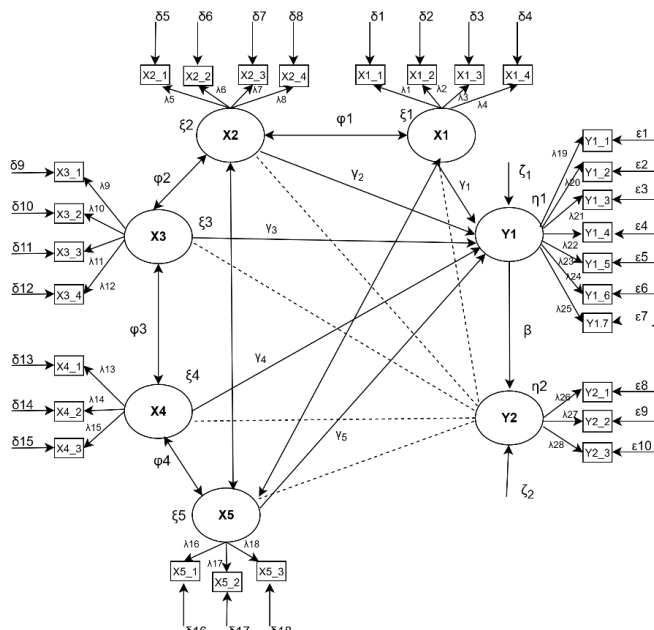 δ5 δ6 δ7 δ8 δ1 δ2 δ3 δ4
X2_1 X2_2 X2_3 X2_4 X1_1 X1_2 X1_3 X1_4
λ5 λ6 λ7 λ8 λ1 λ2 λ3 λ4
ξ2 X2 φ1 ξ1 X1
δ9 X3_1 λ9
δ10 X3_2 λ10
δ11 X3_3 λ11
δ12 X3_4 λ12
φ2 ξ3 X3
γ2 γ1 γ3
ζ1 η1 Y1
λ19 Y1_1 ε1
λ20 Y1_2 ε2
λ21 Y1_3 ε3
λ22 Y1_4 ε4
λ23 Y1_5 ε5
λ24 Y1_6 ε6
λ25 Y1.7 ε7
φ3 γ4 β
δ13 X4_1 λ13
δ14 X4_2 λ14
δ15 X4_3 λ15
ξ4 X4
η2 Y2
λ26 Y2_1 ε8
λ27 Y2_2 ε9
λ28 Y2_3 ε10
φ4 γ5
ξ5 X5 ζ2
λ16 λ17 λ18
X5_1 X5_2 X5_3
δ16 δ17 δ18